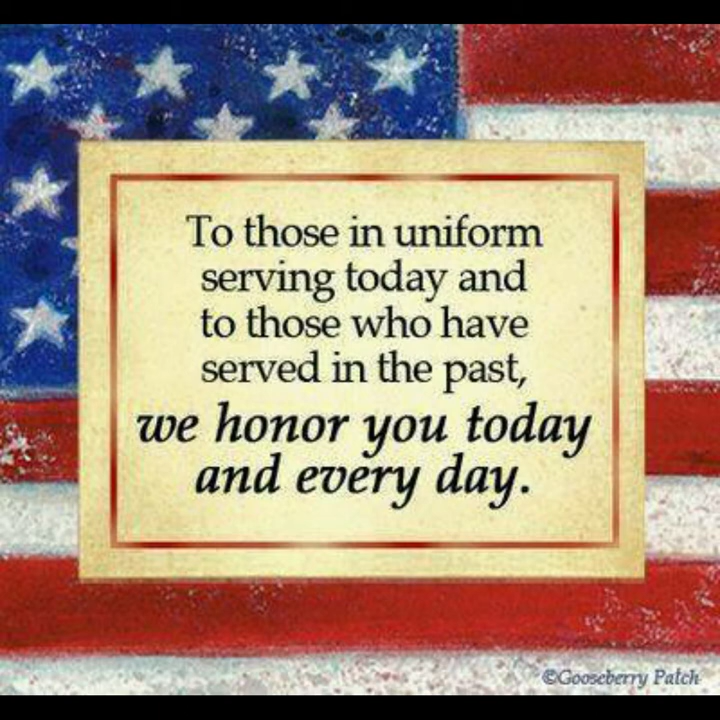 To those in uniform
serving today and
to those who have
served in the past,
we honor you today
and every day.
©Gooseberry Patch